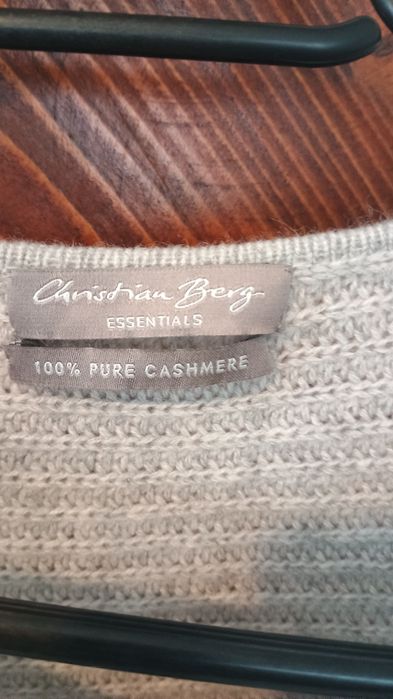 Christian Berg
ESSENTIALS
100% PURE CASHMERE